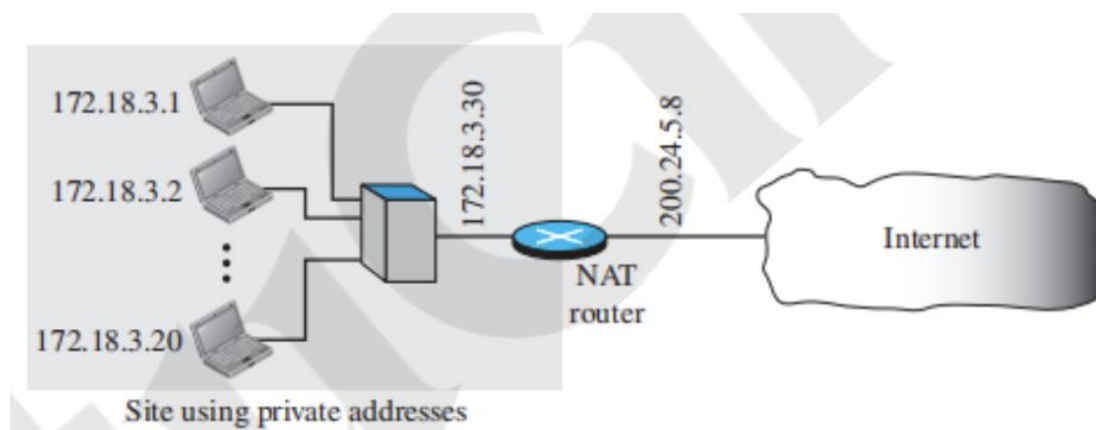 172.18.3.1
172.18.3.2
172.18.3.20
172.18.3.30
200.24.5.8
NAT
router
Internet
Site using private addresses